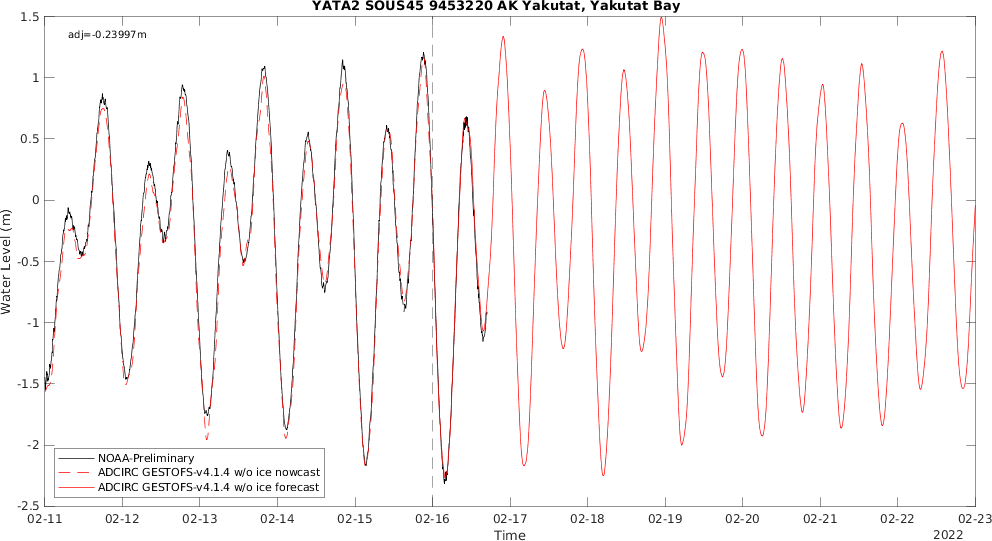 YATA2 SOUS45 9453220 AK Yakutat, Yakutat Bay
adj=-0.23997m
1.5
1
0.5
0
-0.5
-1
-1.5
-2
-2.5
Water Level (m)
NOAA-Preliminary
ADCIRC GESTOFS-v4.1.4 w/o ice nowcast
ADCIRC GESTOFS-v4.1.4 w/o ice forecast
02-11 02-12 02-13 02-14 02-15 02-16 02-17 02-18 02-19 02-20 02-21 02-22 02-23
Time
2022